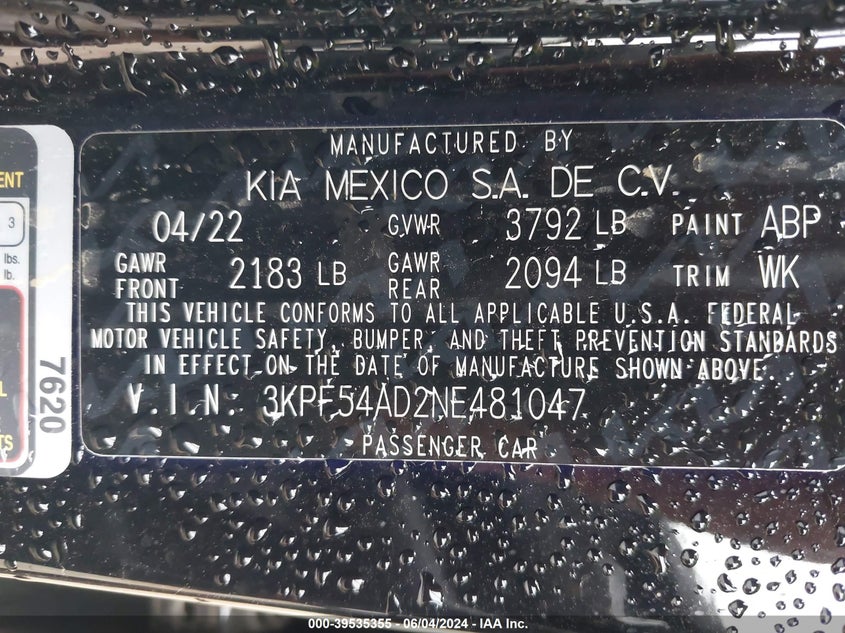 MANUFACTURED BY
KIA MEXICO S.A. DE C.V.
04/22 GVWR 3792 LB PAINT ABP
GAWR FRONT 2183 LB GAWR REAR 2094 LB TRIM WK
THIS VEHICLE CONFORMS TO ALL APPLICABLE U.S.A. FEDERAL
MOTOR VEHICLE SAFETY, BUMPER, AND THEFT PREVENTION STANDARDS
IN EFFECT ON THE DATE OF MANUFACTURE SHOWN ABOVE
V.I.N: 3KPF54AD2NE481047
PASSENGER CAR
3
lbs.
lb.
7620
000-39535355 - 06/04/2024 - IAA Inc.